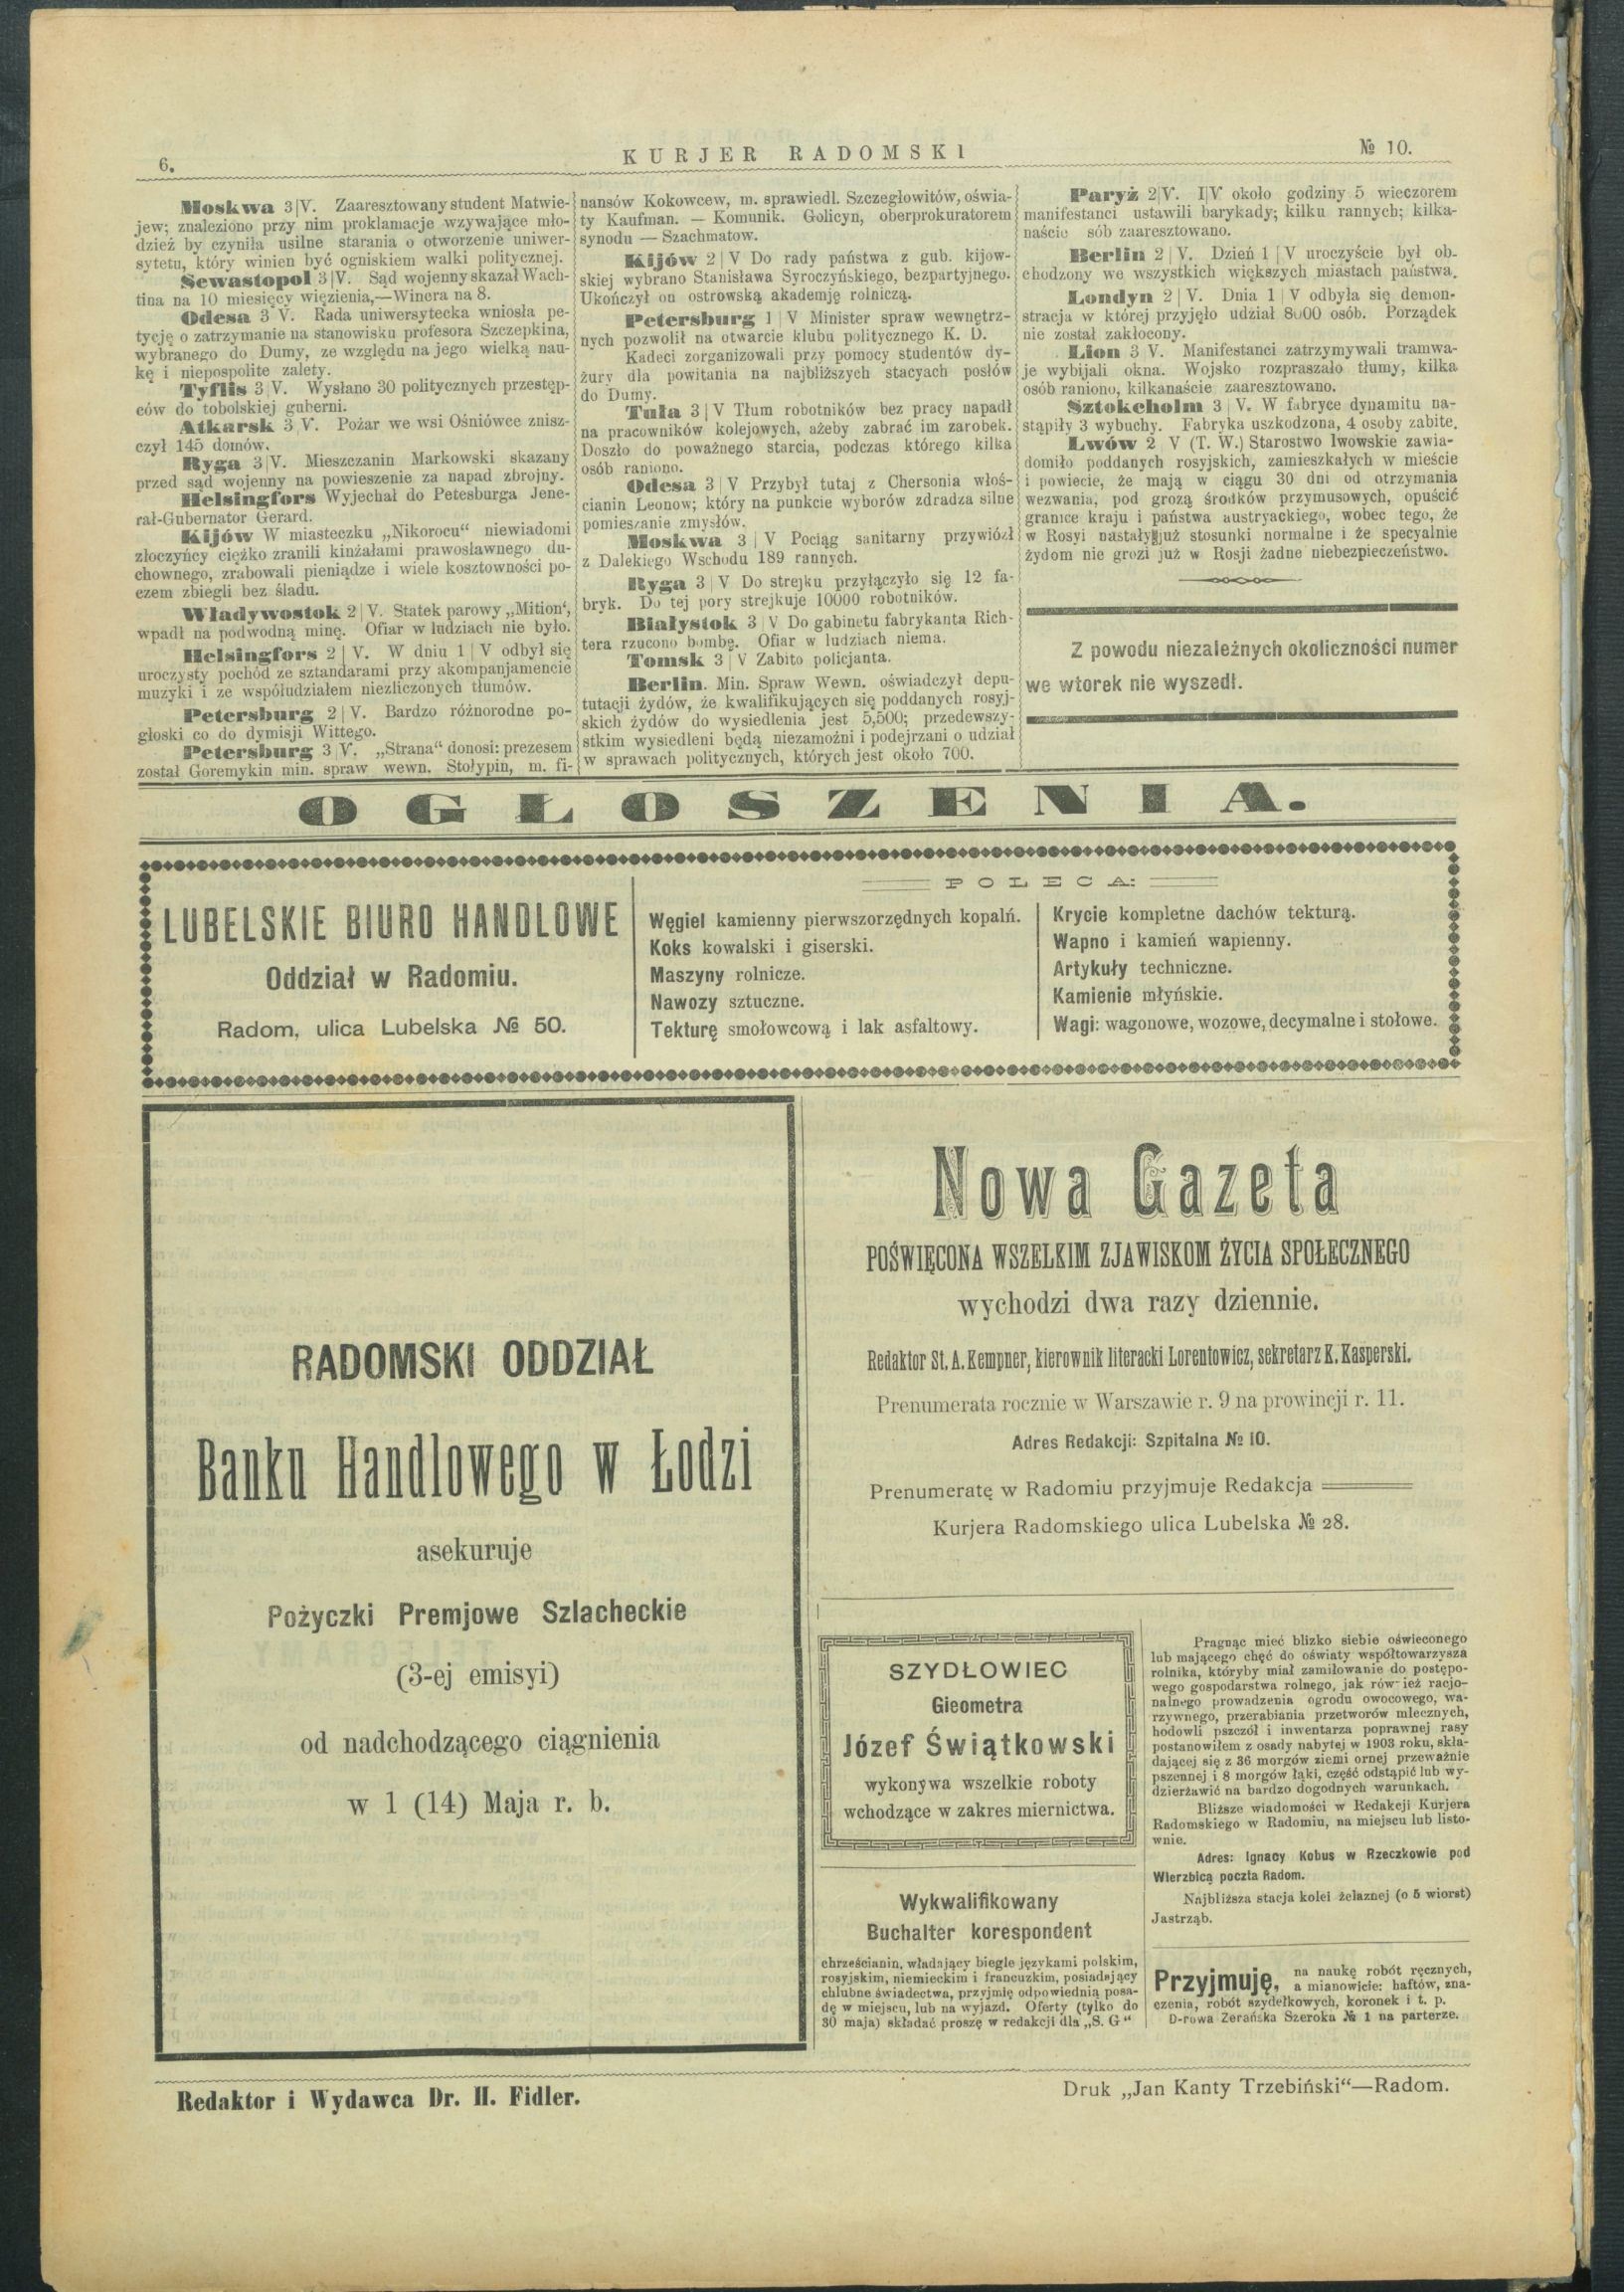 6.
KURJER RADOMSKI
№ 10.
Moskwa 3|V. Zaaresztowany student Matwie-
jew; znaleziono przy nim proklamacje wzywające mło-
dzież by czyniła usilne starania o otworzenie uniwer-
sytetu, który winien być ogniskiem walki politycznej.
Sewastopol 3|V. Sąd wojenny skazał Wach-
tina na 10 miesięcy więzienia,—Winera na 8.
Odesa 3 V. Rada uniwersytecka wniosła pe-
tycję o zatrzymanie na stanowisku profesora Szczepkina,
wybranego do Dumy, ze względu na jego wielką nau-
kę i niepospolite zalety.
Tyflis 3 V. Wysłano 30 politycznych przestęp-
ców do tobolskiej guberni.
Atkarsk 3 V. Pożar we wsi Ośniówce znisz-
czył 145 domów.
Ryga 3|V. Mieszczanin Markowski skazany
przed sąd wojenny na powieszenie za napad zbrojny.
Helsingfors Wyjechał do Petesburga Jene-
rał-Gubernator Gerard.
Kijów W miasteczku „Nikorocu“ niewiadomi
złoczyńcy ciężko zranili kinżałami prawosławnego du-
chownego, zrabowali pieniądze i wiele kosztowności po-
czem zbiegli bez śladu.
Władywostok 2|V. Statek parowy „Mition‘,
wpadł na podwodną minę. Ofiar w ludziach nie było.
Helsingfors 2 | V. W dniu 1 | V odbył się
uroczysty pochód ze sztandarami przy akompanjamencie
muzyki i ze współudziałem niezliczonych tłumów.
Petersburg 2|V. Bardzo różnorodne po-
głoski co do dymisji Wittego.
Petersburg 3|V. „Strana“ donosi: prezesem
został Goremykin min. spraw wewn. Stołypin, m. fi-
nansów Kokowcew, m. sprawiedl. Szczegłowitów, oświa-
ty Kaufman. — Komunik. Golicyn, oberprokuratorem
synodu — Szachmatow.
Kijów 2|V Do rady państwa z gub. kijow-
skiej wybrano Stanisława Syroczyńskiego, bezpartyjnego.
Ukończył on ostrowską akademję rolniczą.
Petersburg 1|V Minister spraw wewnętrz-
nych pozwolił na otwarcie klubu politycznego K. D.
Kadeci zorganizowali przy pomocy studentów dy-
żury dla powitania na najbliższych stacyach posłów
do Dumy.
Tuła 3|V Tłum robotników bez pracy napadł
na pracowników kolejowych, ażeby zabrać im zarobek.
Doszło do poważnego starcia, podczas którego kilka
osób raniono.
Odesa 3|V Przybył tutaj z Chersonia włoś-
cianin Leonow; który na punkcie wyborów zdradza silne
pomieszanie zmysłów.
Moskwa 3 | V Pociąg sanitarny przywiózł
z Dalekiego Wschodu 189 rannych.
Ryga 3|V Do strejku przyłączyło się 12 fa-
bryk. Do tej pory strejkuje 10000 robotników.
Białystok 3 |V Do gabinetu fabrykanta Rich-
tera rzucono bombę. Ofiar w ludziach niema.
Tomsk 3|V Zabito policjanta.
Berlin. Min. Spraw Wewn. oświadczył depu-
tutacji żydów, że kwalifikujących się poddanych rosyj-
skich żydów do wysiedlenia jest 5,500; przedewszy-
stkim wysiedleni będą niezamożni i podejrzani o udział
w sprawach politycznych, których jest około 700.
Paryż 2|V. I|V około godziny 5 wieczorem
manifestanci ustawili barykady; kilku rannych; kilka-
naście sób zaaresztowano.
Berlin 2|V. Dzień 1 | V uroczyście był ob-
chodzony we wszystkich większych miastach państwa.
Londyn 2|V. Dnia 1|V odbyła się demon-
stracja w której przyjęło udział 8000 osób. Porządek
nie został zakłocony.
Lion 3 V. Manifestanci zatrzymywali tramwa-
je wybijali okna. Wojsko rozpraszało tłumy, kilka
osób raniono, kilkanaście zaaresztowano.
Sztokcholm 3|V. W fabryce dynamitu na-
stąpiły 3 wybuchy. Fabryka uszkodzona, 4 osoby zabite.
Lwów 2 V (T. W.) Starostwo lwowskie zawia-
domiło poddanych rosyjskich, zamieszkałych w mieście
i powiecie, że mają w ciągu 30 dni od otrzymania
wezwania, pod grozą środków przymusowych, opuścić
granice kraju i państwa austryackiego, wobec tego, że
w Rosyi nastały już stosunki normalne i że specyalnie
żydom nie grozi już w Rosji żadne niebezpieczeństwo.
Z powodu niezależnych okoliczności numer
we wtorek nie wyszedł.
OGŁOSZENIA.
LUBELSKIE BIURO HANDLOWE
Oddział w Radomiu.
Radom, ulica Lubelska № 50.
POLECA:
Węgiel kamienny pierwszorzędnych kopalń.
Koks kowalski i giserski.
Maszyny rolnicze.
Nawozy sztuczne.
Tekturę smołowcową i lak asfaltowy.
Krycie kompletne dachów tekturą.
Wapno i kamień wapienny.
Artykuły techniczne.
Kamienie młyńskie.
Wagi: wagonowe, wozowe, decymalne i stołowe.
RADOMSKI ODDZIAŁ
Banku Handlowego w Łodzi
asekuruje
Pożyczki Premjowe Szlacheckie
(3-ej emisyi)
od nadchodzącego ciągnienia
w 1 (14) Maja r. b.
Nowa Gazeta
POŚWIĘCONA WSZELKIM ZJAWISKOM ŻYCIA SPOŁECZNEGO
wychodzi dwa razy dziennie.
Redaktor St. A. Kempner, kierownik literacki Lorentowicz, sekretarz K. Kasperski.
Prenumerata rocznie w Warszawie r. 9 na prowincji r. 11.
Adres Redakcji: Szpitalna № 10.
Prenumeratę w Radomiu przyjmuje Redakcja
Kurjera Radomskiego ulica Lubelska № 28.
SZYDŁOWIEC
Gieometra
Józef Świątkowski
wykonywa wszelkie roboty
wchodzące w zakres miernictwa.
Wykwalifikowany
Buchalter korespondent
chrześcianin, władający biegle językami polskim,
rosyjskim, niemieckim i francuzkim, posiadający
chlubne świadectwa, przyjmię odpowiednią posa-
dę w miejscu, lub na wyjazd. Oferty (tylko do
30 maja) składać proszę w redakcji dla „S. G“
Pragnąc mieć blizko siebie oświeconego
lub mającego chęć do oświaty współtowarzysza
rolnika, któryby miał zamiłowanie do postępo-
wego gospodarstwa rolnego, jak rów ież racjo-
nalnego prowadzenia ogrodu owocowego, wa-
rzywnego, przerabiania przetworów mlecznych,
hodowli pszczół i inwentarza poprawnej rasy
postanowiłem z osady nabytej w 1903 roku, skła-
dającej się z 36 morgów ziemi ornej przeważnie
pszennej i 8 morgów łąki, część odstąpić lub wy-
dzierżawić na bardzo dogodnych warunkach.
Bliższe wiadomości w Redakcji Kurjera
Radomskiego w Radomiu, na miejscu lub listo-
wnie.
Adres: Ignacy Kobus w Rzeczkowie pod
Wierzbicą poczta Radom.
Najbliższa stacja kolei żelaznej (o 5 wiorst)
Jastrząb.
Przyjmuję, na naukę robót ręcznych,
a mianowicie: haftów, zna-
czenia, robót szydełkowych, koronek i t. p.
D-rowa Zerańska Szeroka № 1 na parterze.
Redaktor i Wydawca Dr. H. Fidler.
Druk „Jan Kanty Trzebiński“—Radom.